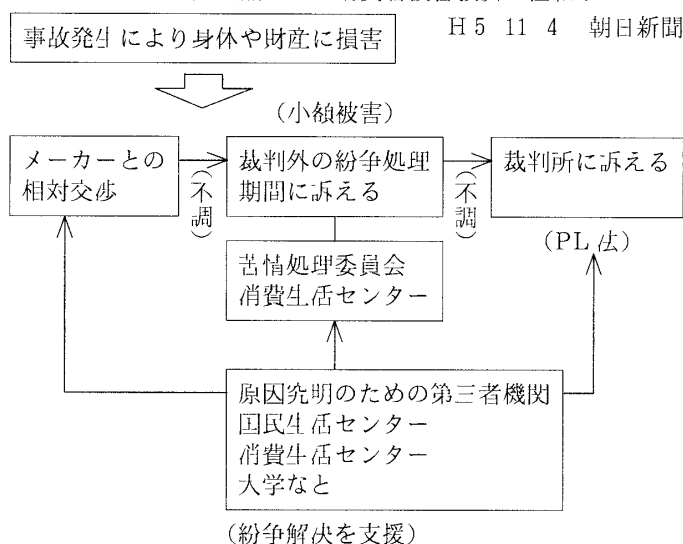 H5 11 4 朝日新聞
事故発生により身体や財産に損害
(小額被害)
メーカーとの
相対交渉
(不調)
裁判外の紛争処理
期間に訴える
(不調)
裁判所に訴える
(PL法)
苦情処理委員会
消費生活センター
原因究明のための第三者機関
国民生活センター
消費生活センター
大学など
(紛争解決を支援)